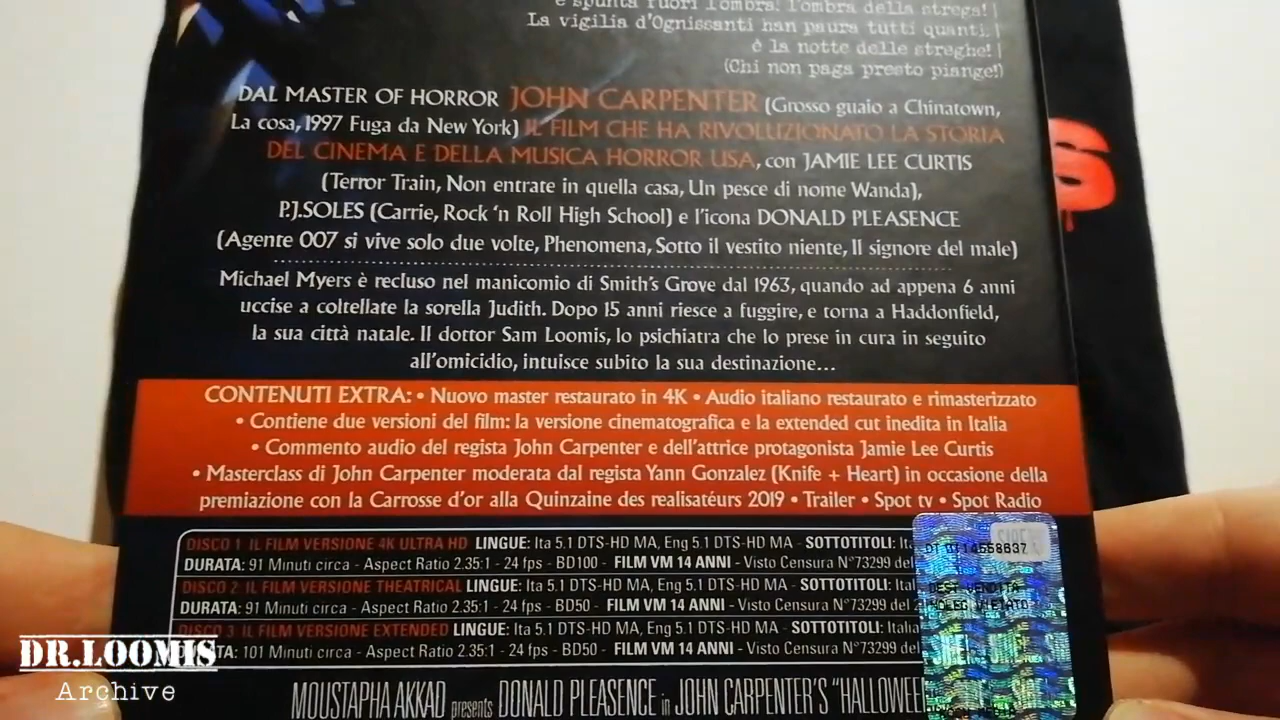 e spunta fuori l'ombra: l'ombra della strega!
La vigilia d'Ognissanti han paura tutti quanti,
è la notte delle streghe!
(Chi non paga presto piange!)
DAL MASTER OF HORROR JOHN CARPENTER (Grosso guaio a Chinatown,
La cosa, 1997 Fuga da New York) IL FILM CHE HA RIVOLUZIONATO LA STORIA
DEL CINEMA E DELLA MUSICA HORROR USA, con JAMIE LEE CURTIS
(Terror Train, Non entrate in quella casa, Un pesce di nome Wanda),
P.J.SOLES (Carrie, Rock 'n Roll High School) e l'icona DONALD PLEASENCE
(Agente 007 si vive solo due volte, Phenomena, Sotto il vestito niente, Il signore del male)
Michael Myers è recluso nel manicomio di Smith's Grove dal 1963, quando ad appena 6 anni
uccise a coltellate la sorella Judith. Dopo 15 anni riesce a fuggire, e torna a Haddonfield,
la sua città natale. Il dottor Sam Loomis, lo psichiatra che lo prese in cura in seguito
all'omicidio, intuisce subito la sua destinazione...
CONTENUTI EXTRA: • Nuovo master restaurato in 4K • Audio italiano restaurato e rimasterizzato
• Contiene due versioni del film: la versione cinematografica e la extended cut inedita in Italia
• Commento audio del regista John Carpenter e dell'attrice protagonista Jamie Lee Curtis
• Masterclass di John Carpenter moderata dal regista Yann Gonzalez (Knife + Heart) in occasione della
premiazione con la Carrosse d'or alla Quinzaine des realisatéurs 2019 • Trailer • Spot tv • Spot Radio
DISCO 1 IL FILM VERSIONE 4K ULTRA HD LINGUE: Ita 5.1 DTS-HD MA, Eng 5.1 DTS-HD MA - SOTTOTITOLI:
DURATA: 91 Minuti circa - Aspect Ratio 2.35:1 - 24 fps - BD100 - FILM VM 14 ANNI - Visto Censura N°73299 del
DISCO 2 IL FILM VERSIONE THEATRICAL LINGUE: Ita 5.1 DTS-HD MA, Eng 5.1 DTS-HD MA - SOTTOTITOLI: Ital
DURATA: 91 Minuti circa - Aspect Ratio 2.35:1 - 24 fps - BD50 - FILM VM 14 ANNI - Visto Censura N°73299 del 2
DISCO 3 IL FILM VERSIONE EXTENDED LINGUE: Ita 5.1 DTS-HD MA, Eng 5.1 DTS-HD MA - SOTTOTITOLI: Italia
TA: 101 Minuti circa - Aspect Ratio 2.35:1 - 24 fps - BD50 - FILM VM 14 ANNI - Visto Censura N°73299 del
MOUSTAPHA AKKAD presents DONALD PLEASENCE in JOHN CARPENTER'S "HALLOWEEN
S
DR.LOOMIS
Archive